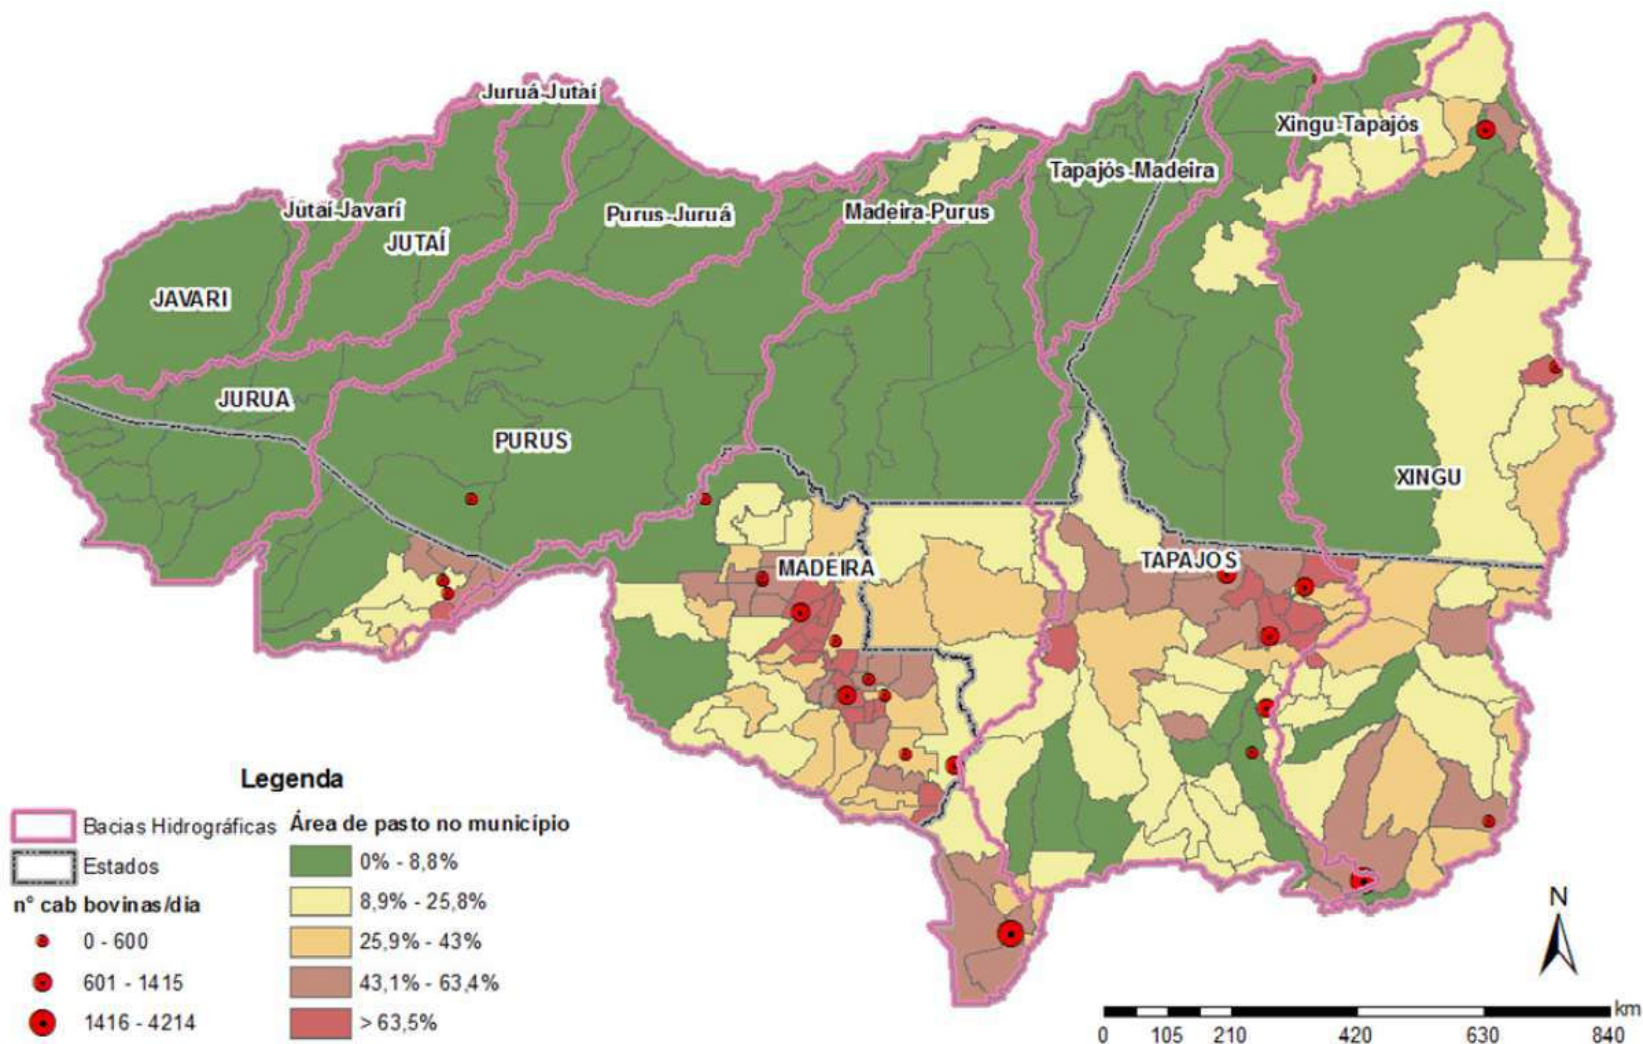 Juruá-Jutaí
Xingu-Tapajós
Tapajós-Madeira
Jutaí-Javarí
Purus-Juruá
Madeira-Purus
JUTAÍ
JAVARI
JURUA
PURUS
XINGU
MADEIRA
TAPAJOS
Legenda
Bacias Hidrográficas
Estados
n° cab bovinas/dia
0 - 600
601 - 1415
1416 - 4214
Área de pasto no município
0% - 8,8%
8,9% - 25,8%
25,9% - 43%
43,1% - 63,4%
> 63,5%
N
km
0 105 210 420 630 840